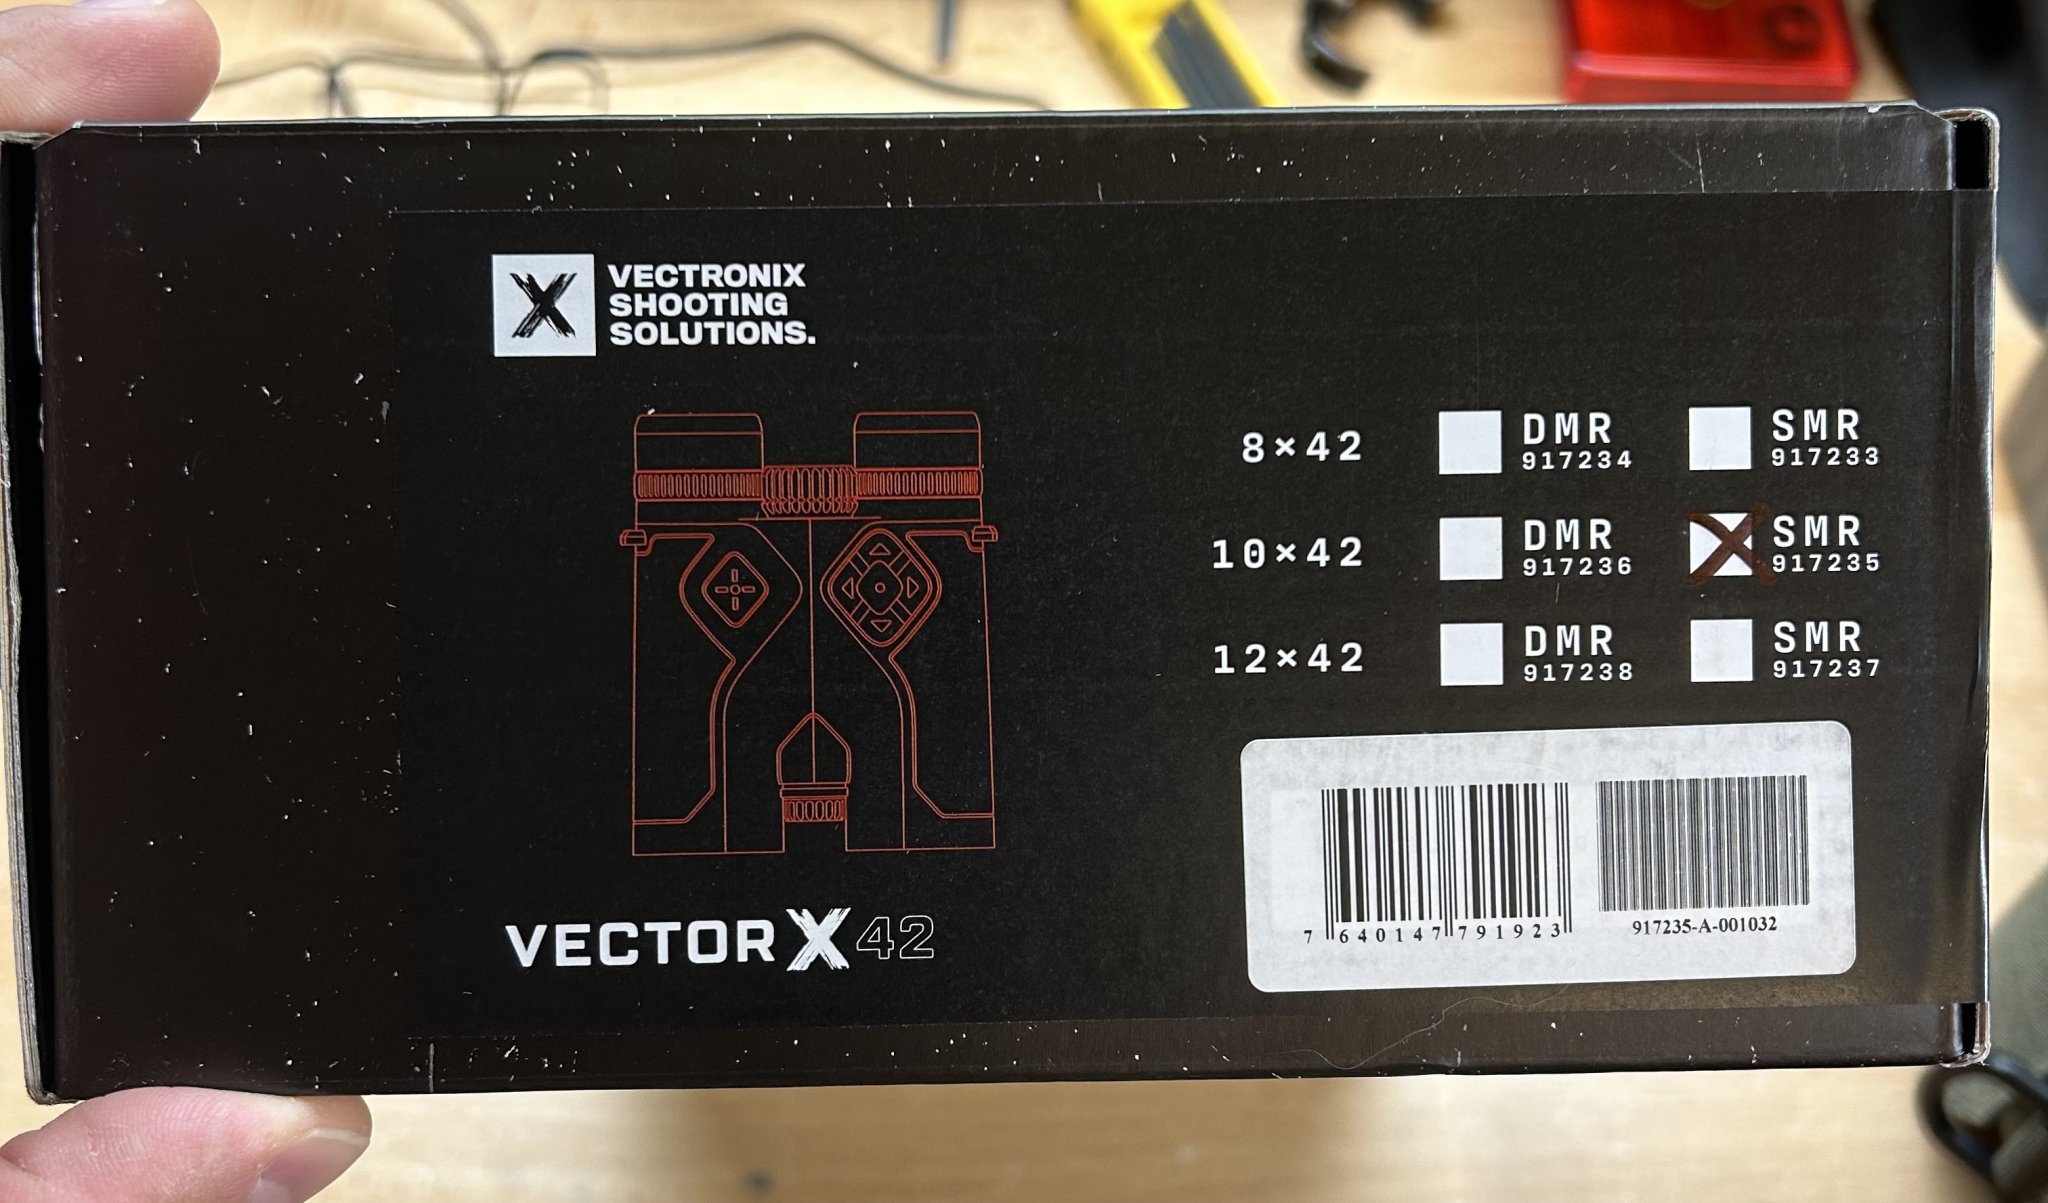 X VECTRONIX
SHOOTING
SOLUTIONS.
8×42 DMR SMR
917234 917233
10×42 DMR SMR
917236 917235
12×42 DMR SMR
917238 917237
7 640147 791923
917235-A-001032
VECTOR X 42